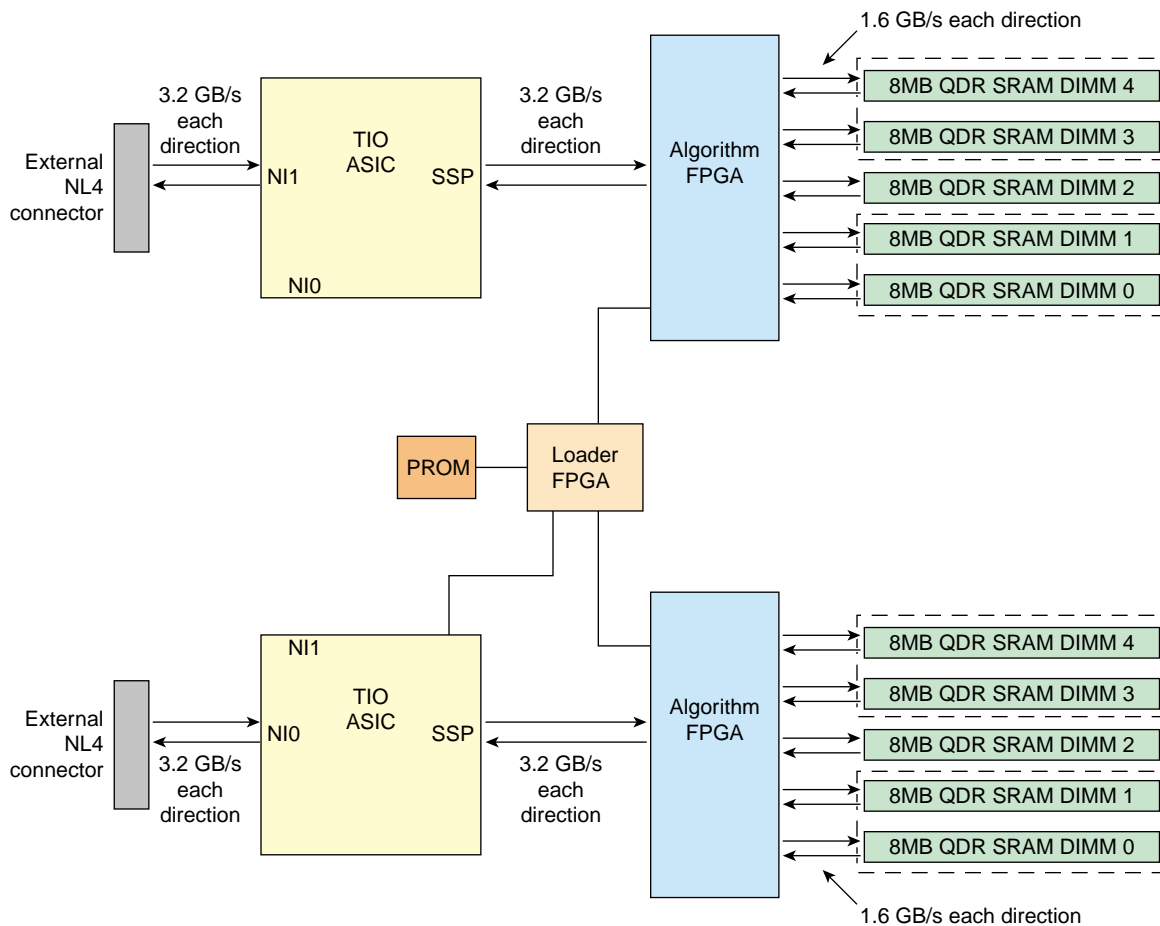 1.6 GB/s each direction
3.2 GB/s
each
direction
3.2 GB/s
each
direction
External
NL4
connector
TIO
ASIC
NI1
SSP
NI0
Algorithm
FPGA
8MB QDR SRAM DIMM 4
8MB QDR SRAM DIMM 3
8MB QDR SRAM DIMM 2
8MB QDR SRAM DIMM 1
8MB QDR SRAM DIMM 0
PROM
Loader
FPGA
NI1
TIO
ASIC
External
NL4
connector
NI0
SSP
3.2 GB/s
each
direction
3.2 GB/s
each
direction
Algorithm
FPGA
8MB QDR SRAM DIMM 4
8MB QDR SRAM DIMM 3
8MB QDR SRAM DIMM 2
8MB QDR SRAM DIMM 1
8MB QDR SRAM DIMM 0
1.6 GB/s each direction